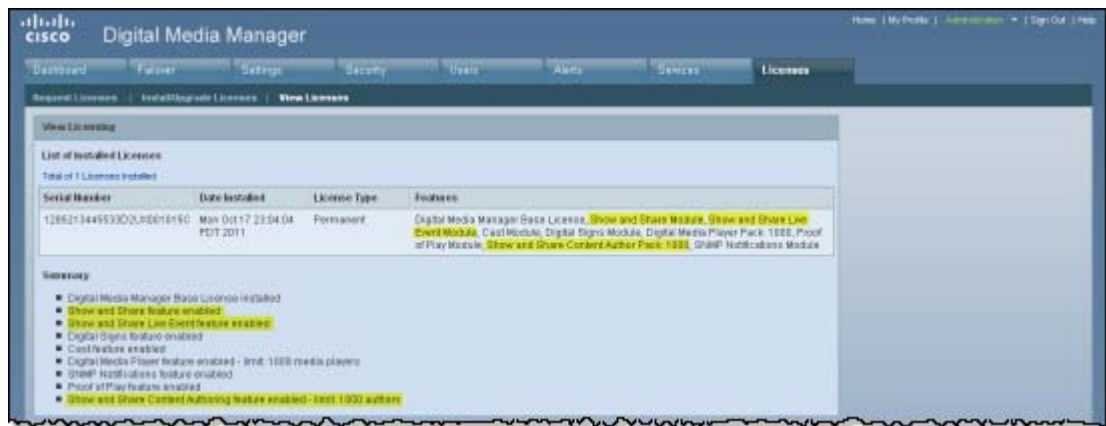 CISCO
Digital Media Manager
Home | My Profile | Administration | Sign Out | Help
Dashboard Failover Settings Security Users Alerts Services Licenses
Request Licenses | Install/Upgrade Licenses | View Licenses
View Licensing
List of Installed Licenses
Total of 1 Licenses Installed
Serial Number Date Installed License Type Features
Mon Oct 17 23:04:04 Permanent Digital Media Manager Base License, Show and Share Module, Show and Share Live
PDT 2011 Event Module, Cast Module, Digital Signs Module, Digital Media Player Pack 1000, Proof
of Play Module, Show and Share Content Author Pack 1000, SNMP Notifications Module
Summary
Digital Media Manager Base License installed
Show and Share feature enabled
Show and Share Live Event feature enabled
Digital Signs feature enabled
Cast feature enabled
Digital Media Player feature enabled - limit: 1000 media players
SNMP Notifications feature enabled
Proof of Play feature enabled
Show and Share Content Authoring feature enabled - limit: 1000 authors